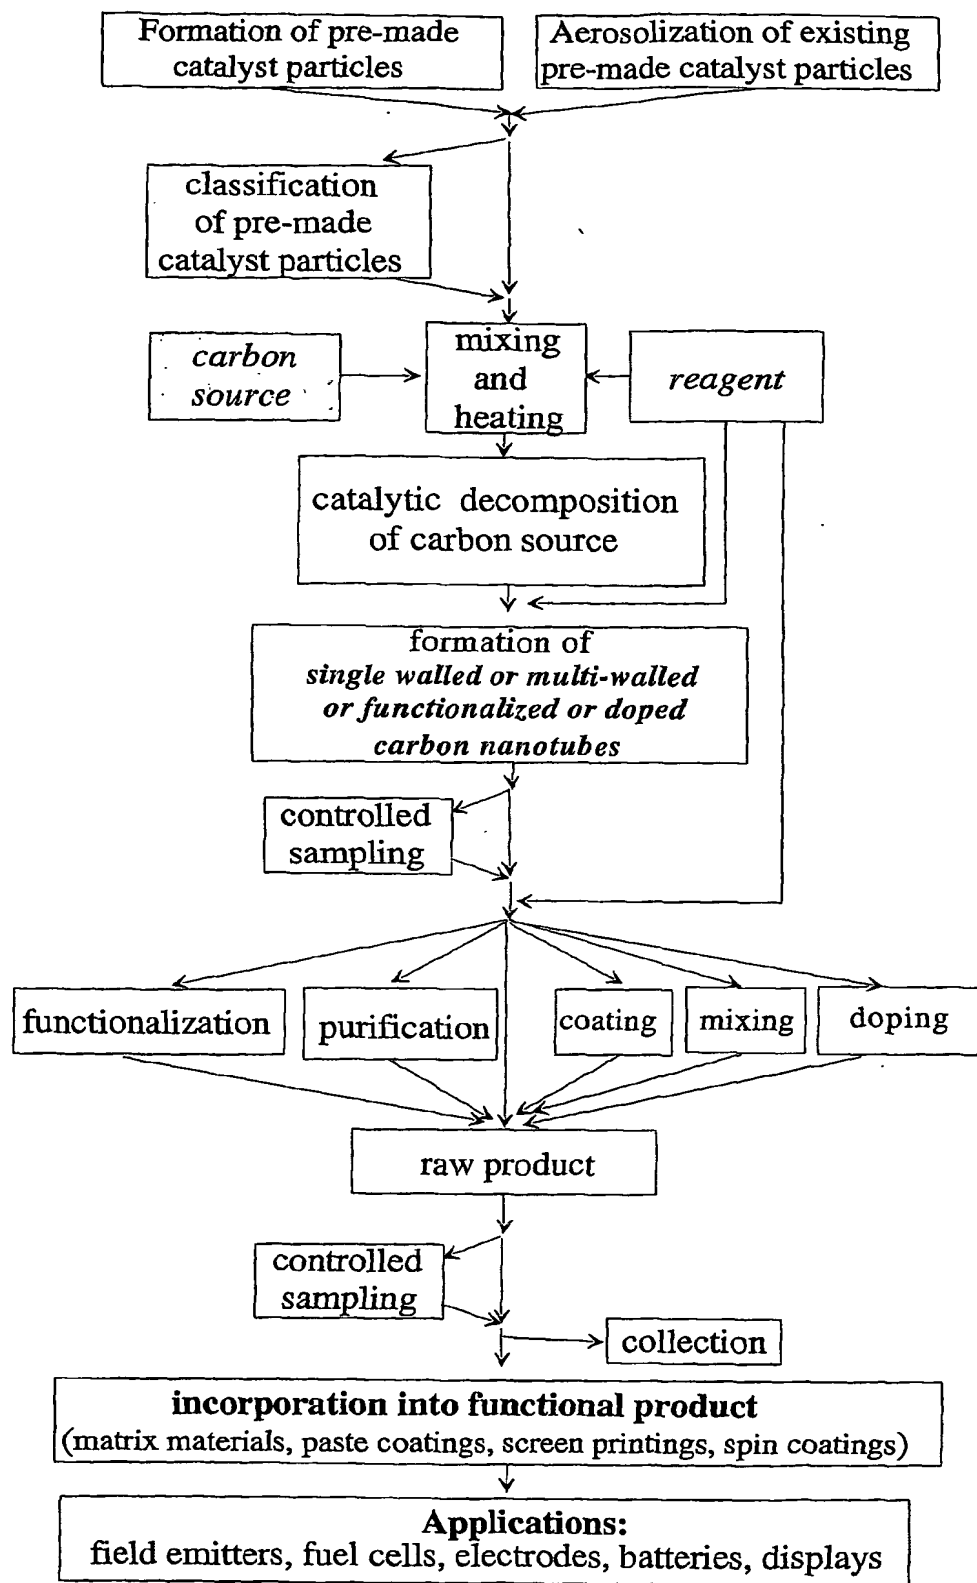 Formation of pre-made
catalyst particles
Aerosolization of existing
pre-made catalyst particles
classification
of pre-made
catalyst particles
carbon
source
mixing
and
heating
reagent
catalytic decomposition
of carbon source
formation of
single walled or multi-walled
or functionalized or doped
carbon nanotubes
controlled
sampling
functionalization
purification
coating
mixing
doping
raw product
controlled
sampling
collection
incorporation into functional product
(matrix materials, paste coatings, screen printings, spin coatings)
Applications:
field emitters, fuel cells, electrodes, batteries, displays